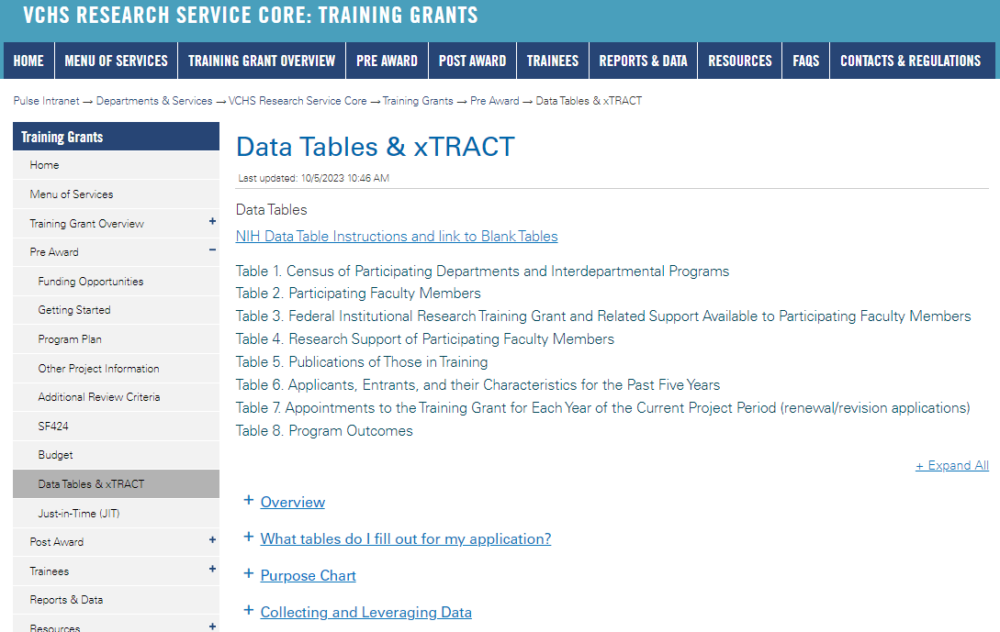 VCHS RESEARCH SERVICE CORE: TRAINING GRANTS
HOME MENU OF SERVICES TRAINING GRANT OVERVIEW PRE AWARD POST AWARD TRAINEES REPORTS & DATA RESOURCES FAQS CONTACTS & REGULATIONS
Pulse Intranet → Departments & Services → VCHS Research Service Core → Training Grants → Pre Award → Data Tables & xTRACT
Training Grants
Home
Menu of Services
Training Grant Overview +
Pre Award −
Funding Opportunities
Getting Started
Program Plan
Other Project Information
Additional Review Criteria
SF424
Budget
Data Tables & xTRACT
Just-in-Time (JIT)
Post Award +
Trainees +
Reports & Data
Resources +
Data Tables & xTRACT
Last updated: 10/5/2023 10:46 AM
Data Tables
NIH Data Table Instructions and link to Blank Tables
Table 1. Census of Participating Departments and Interdepartmental Programs
Table 2. Participating Faculty Members
Table 3. Federal Institutional Research Training Grant and Related Support Available to Participating Faculty Members
Table 4. Research Support of Participating Faculty Members
Table 5. Publications of Those in Training
Table 6. Applicants, Entrants, and their Characteristics for the Past Five Years
Table 7. Appointments to the Training Grant for Each Year of the Current Project Period (renewal/revision applications)
Table 8. Program Outcomes
+ Expand All
+ Overview
+ What tables do I fill out for my application?
+ Purpose Chart
+ Collecting and Leveraging Data